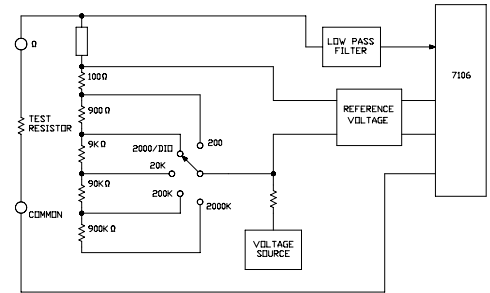 Ω
LOW PASS
FILTER
7106
100Ω
900Ω
TEST
RESISTOR
REFERENCE
VOLTAGE
9KΩ
2000/DIO
200
20K
90KΩ
200K
2000K
COMMON
900KΩ
VOLTAGE
SOURCE